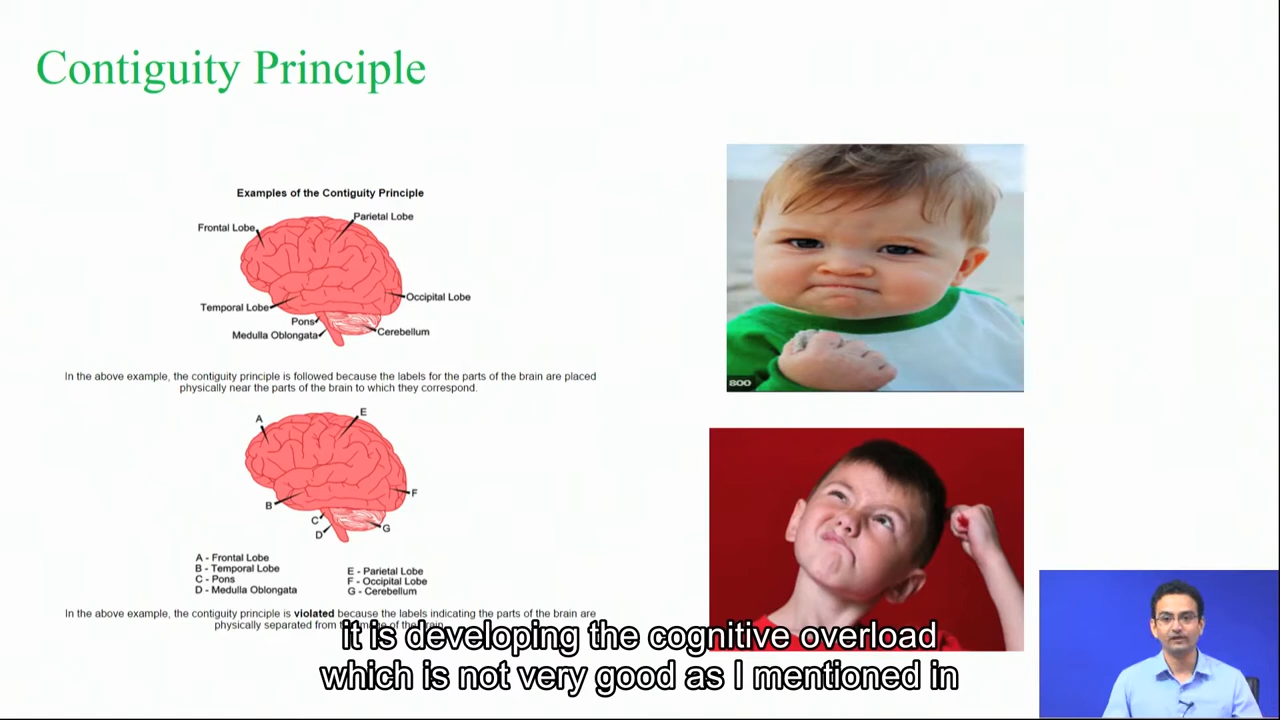 Contiguity Principle
Examples of the Contiguity Principle
Parietal Lobe
Frontal Lobe
Occipital Lobe
Temporal Lobe
Pons
Medulla Oblongata
Cerebellum
In the above example, the contiguity principle is followed because the labels for the parts of the brain are placed
physically near the parts of the brain to which they correspond.
A
E
B
F
C
G
D
A - Frontal Lobe
B - Temporal Lobe
C - Pons
D - Medulla Oblongata
E - Parietal Lobe
F - Occipital Lobe
G - Cerebellum
In the above example, the contiguity principle is violated because the labels indicating the parts of the brain are
physically separated from
800
it is developing the cognitive overload
which is not very good as I mentioned in